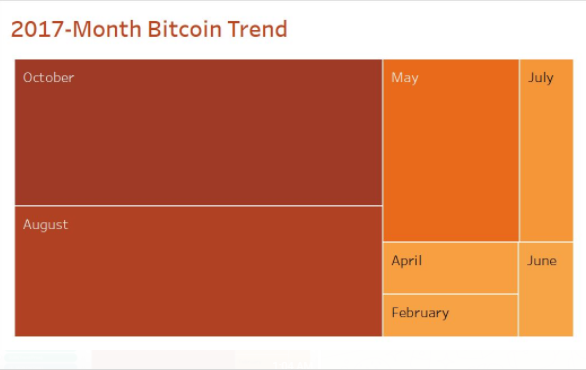 2017-Month Bitcoin Trend
October
May
July
August
April
June
February